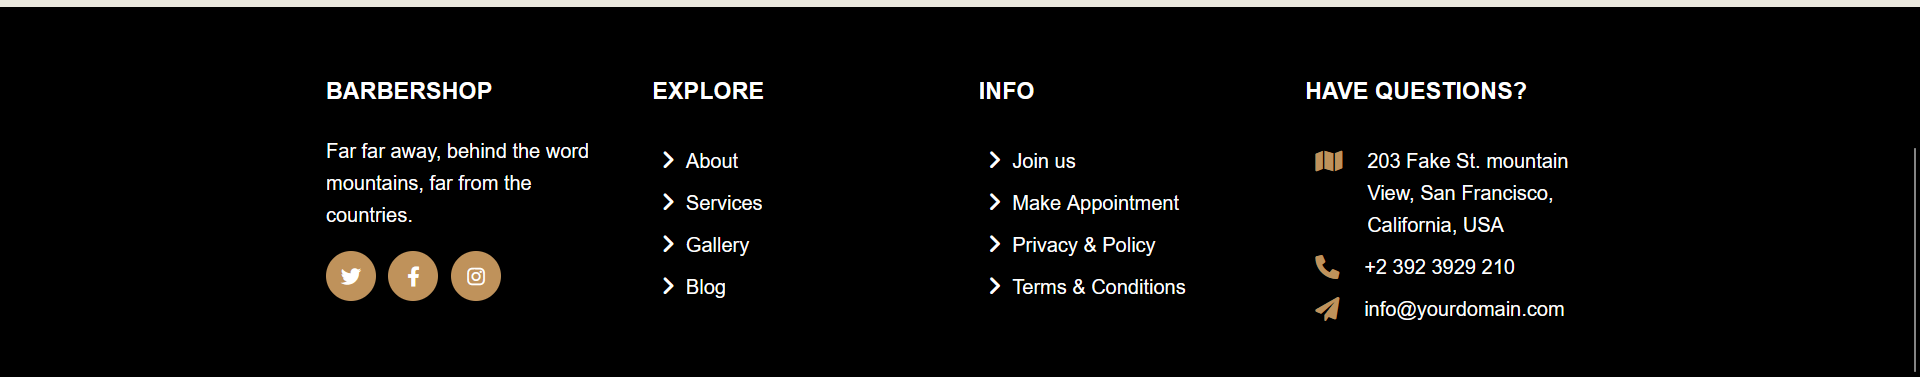 BARBERSHOP
Far far away, behind the word
mountains, far from the
countries.
EXPLORE
About
Services
Gallery
Blog
INFO
Join us
Make Appointment
Privacy & Policy
Terms & Conditions
HAVE QUESTIONS?
203 Fake St. mountain
View, San Francisco,
California, USA
+2 392 3929 210
info@yourdomain.com